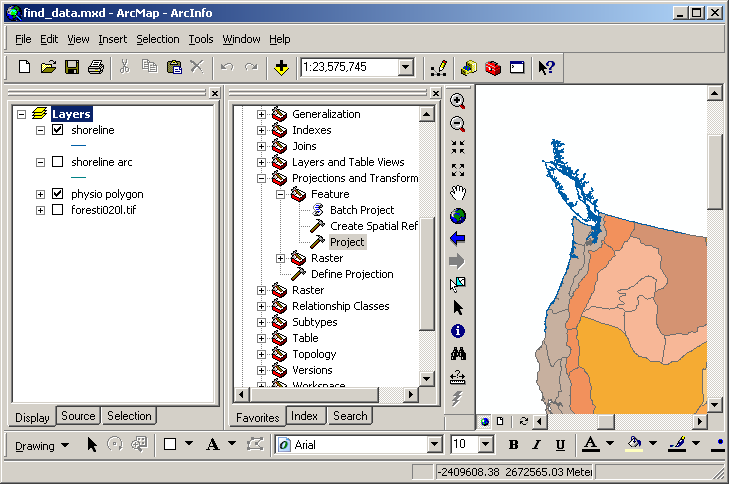 find_data.mxd - ArcMap - ArcInfo
File Edit View Insert Selection Tools Window Help
1:23,575,745
Layers
shoreline
shoreline arc
physio polygon
foresti020l.tif
Display Source Selection
Generalization
Indexes
Joins
Layers and Table Views
Projections and Transform
Feature
Batch Project
Create Spatial Ref
Project
Raster
Define Projection
Raster
Relationship Classes
Subtypes
Table
Topology
Versions
Workspace
Favorites Index Search
Drawing A Arial 10 B I U A
-2409608.38 2672565.03 Meter